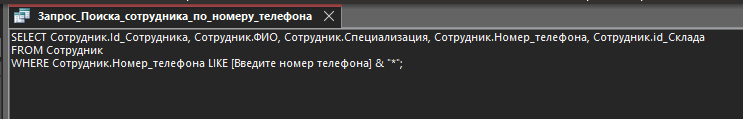 Запрос_Поиска_сотрудника_по_номеру_телефона
SELECT Сотрудник.Id_Сотрудника, Сотрудник.ФИО, Сотрудник.Специализация, Сотрудник.Номер_телефона, Сотрудник.id_Склада
FROM Сотрудник
WHERE Сотрудник.Номер_телефона LIKE [Введите номер телефона] & "*";